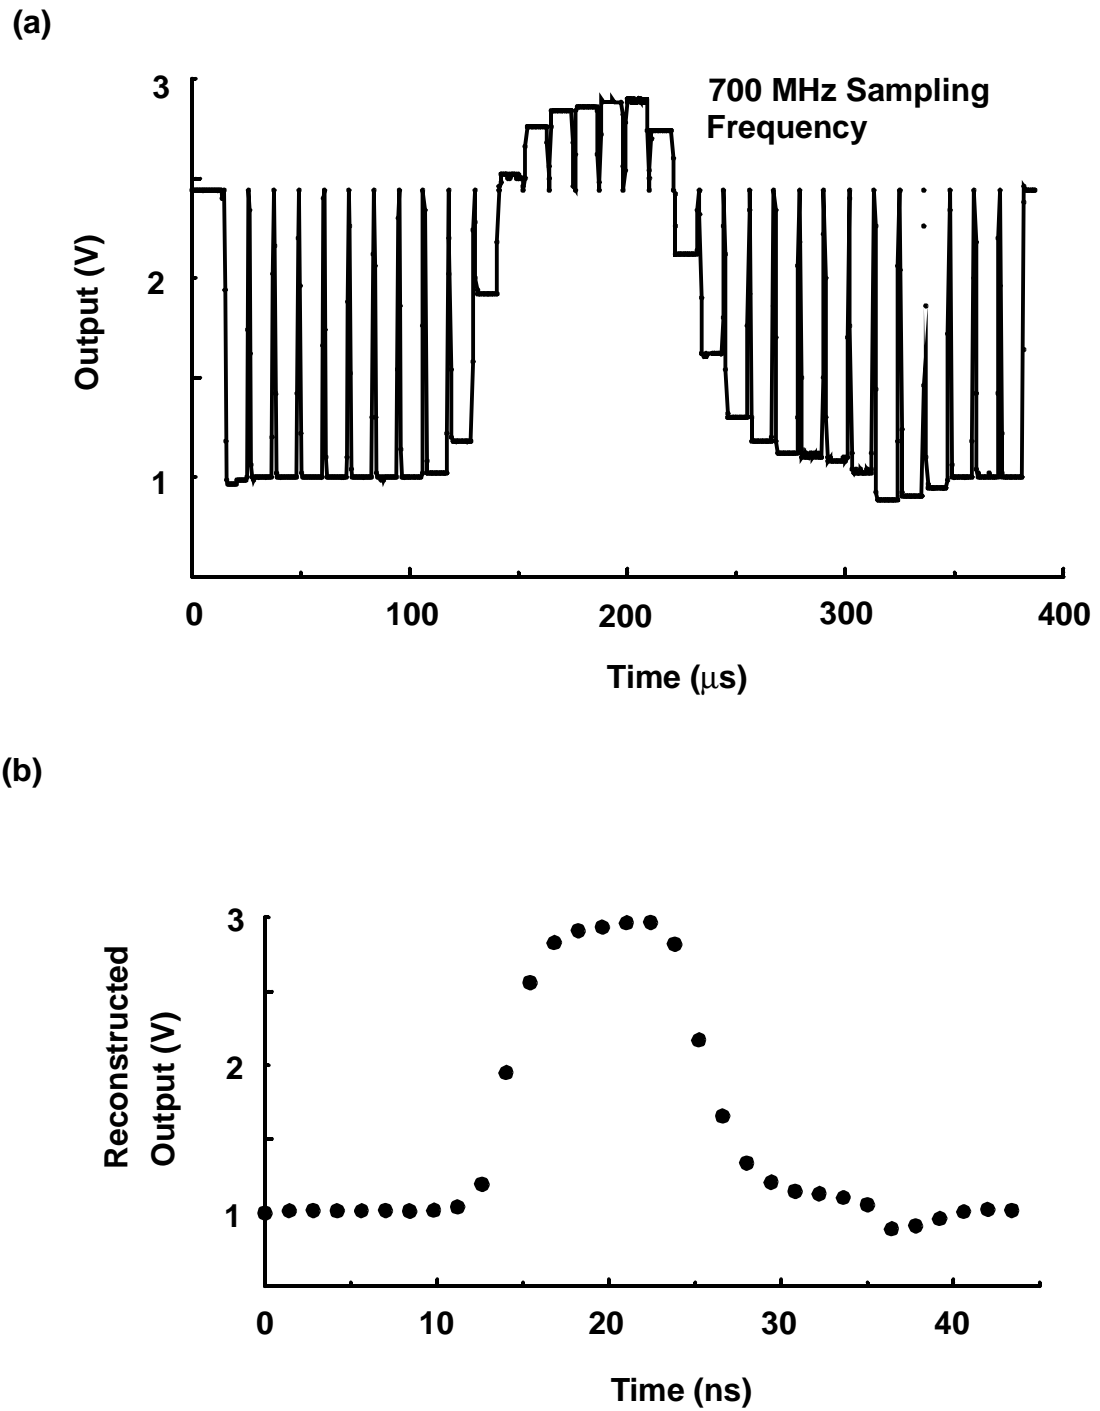 (a)
700 MHz Sampling
Frequency
3
2
1
Output (V)
0
100
200
300
400
Time (μs)
(b)
3
2
1
Reconstructed
Output (V)
0
10
20
30
40
Time (ns)